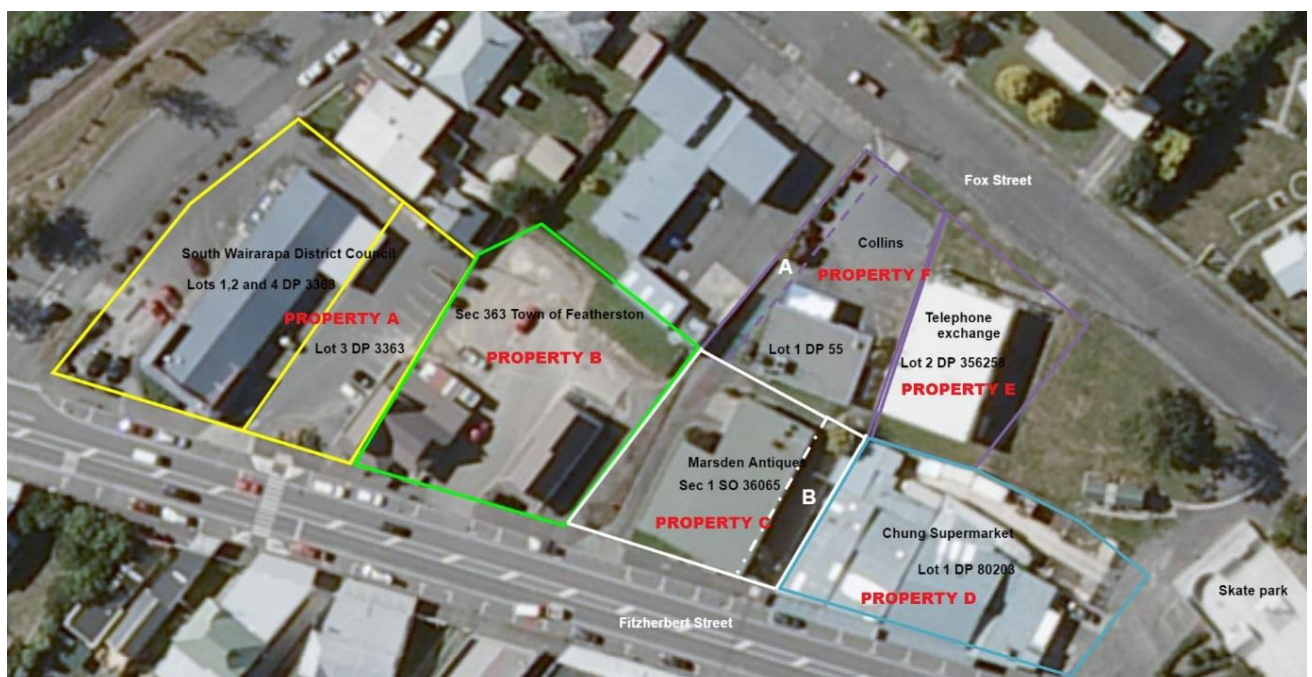 Fox Street
Collins
A
PROPERTY F
South Wairarapa District Council
Lots 1,2 and 4 DP 3363
PROPERTY A
Lot 3 DP 3363
Sec 363 Town of Featherston
PROPERTY B
Telephone
exchange
Lot 1 DP 55
Lot 2 DP 356258
PROPERTY E
Marsden Antiques
Sec 1 SO 36065
B
PROPERTY C
Chung Supermarket
Lot 1 DP 80203
PROPERTY D
Skate park
Fitzherbert Street